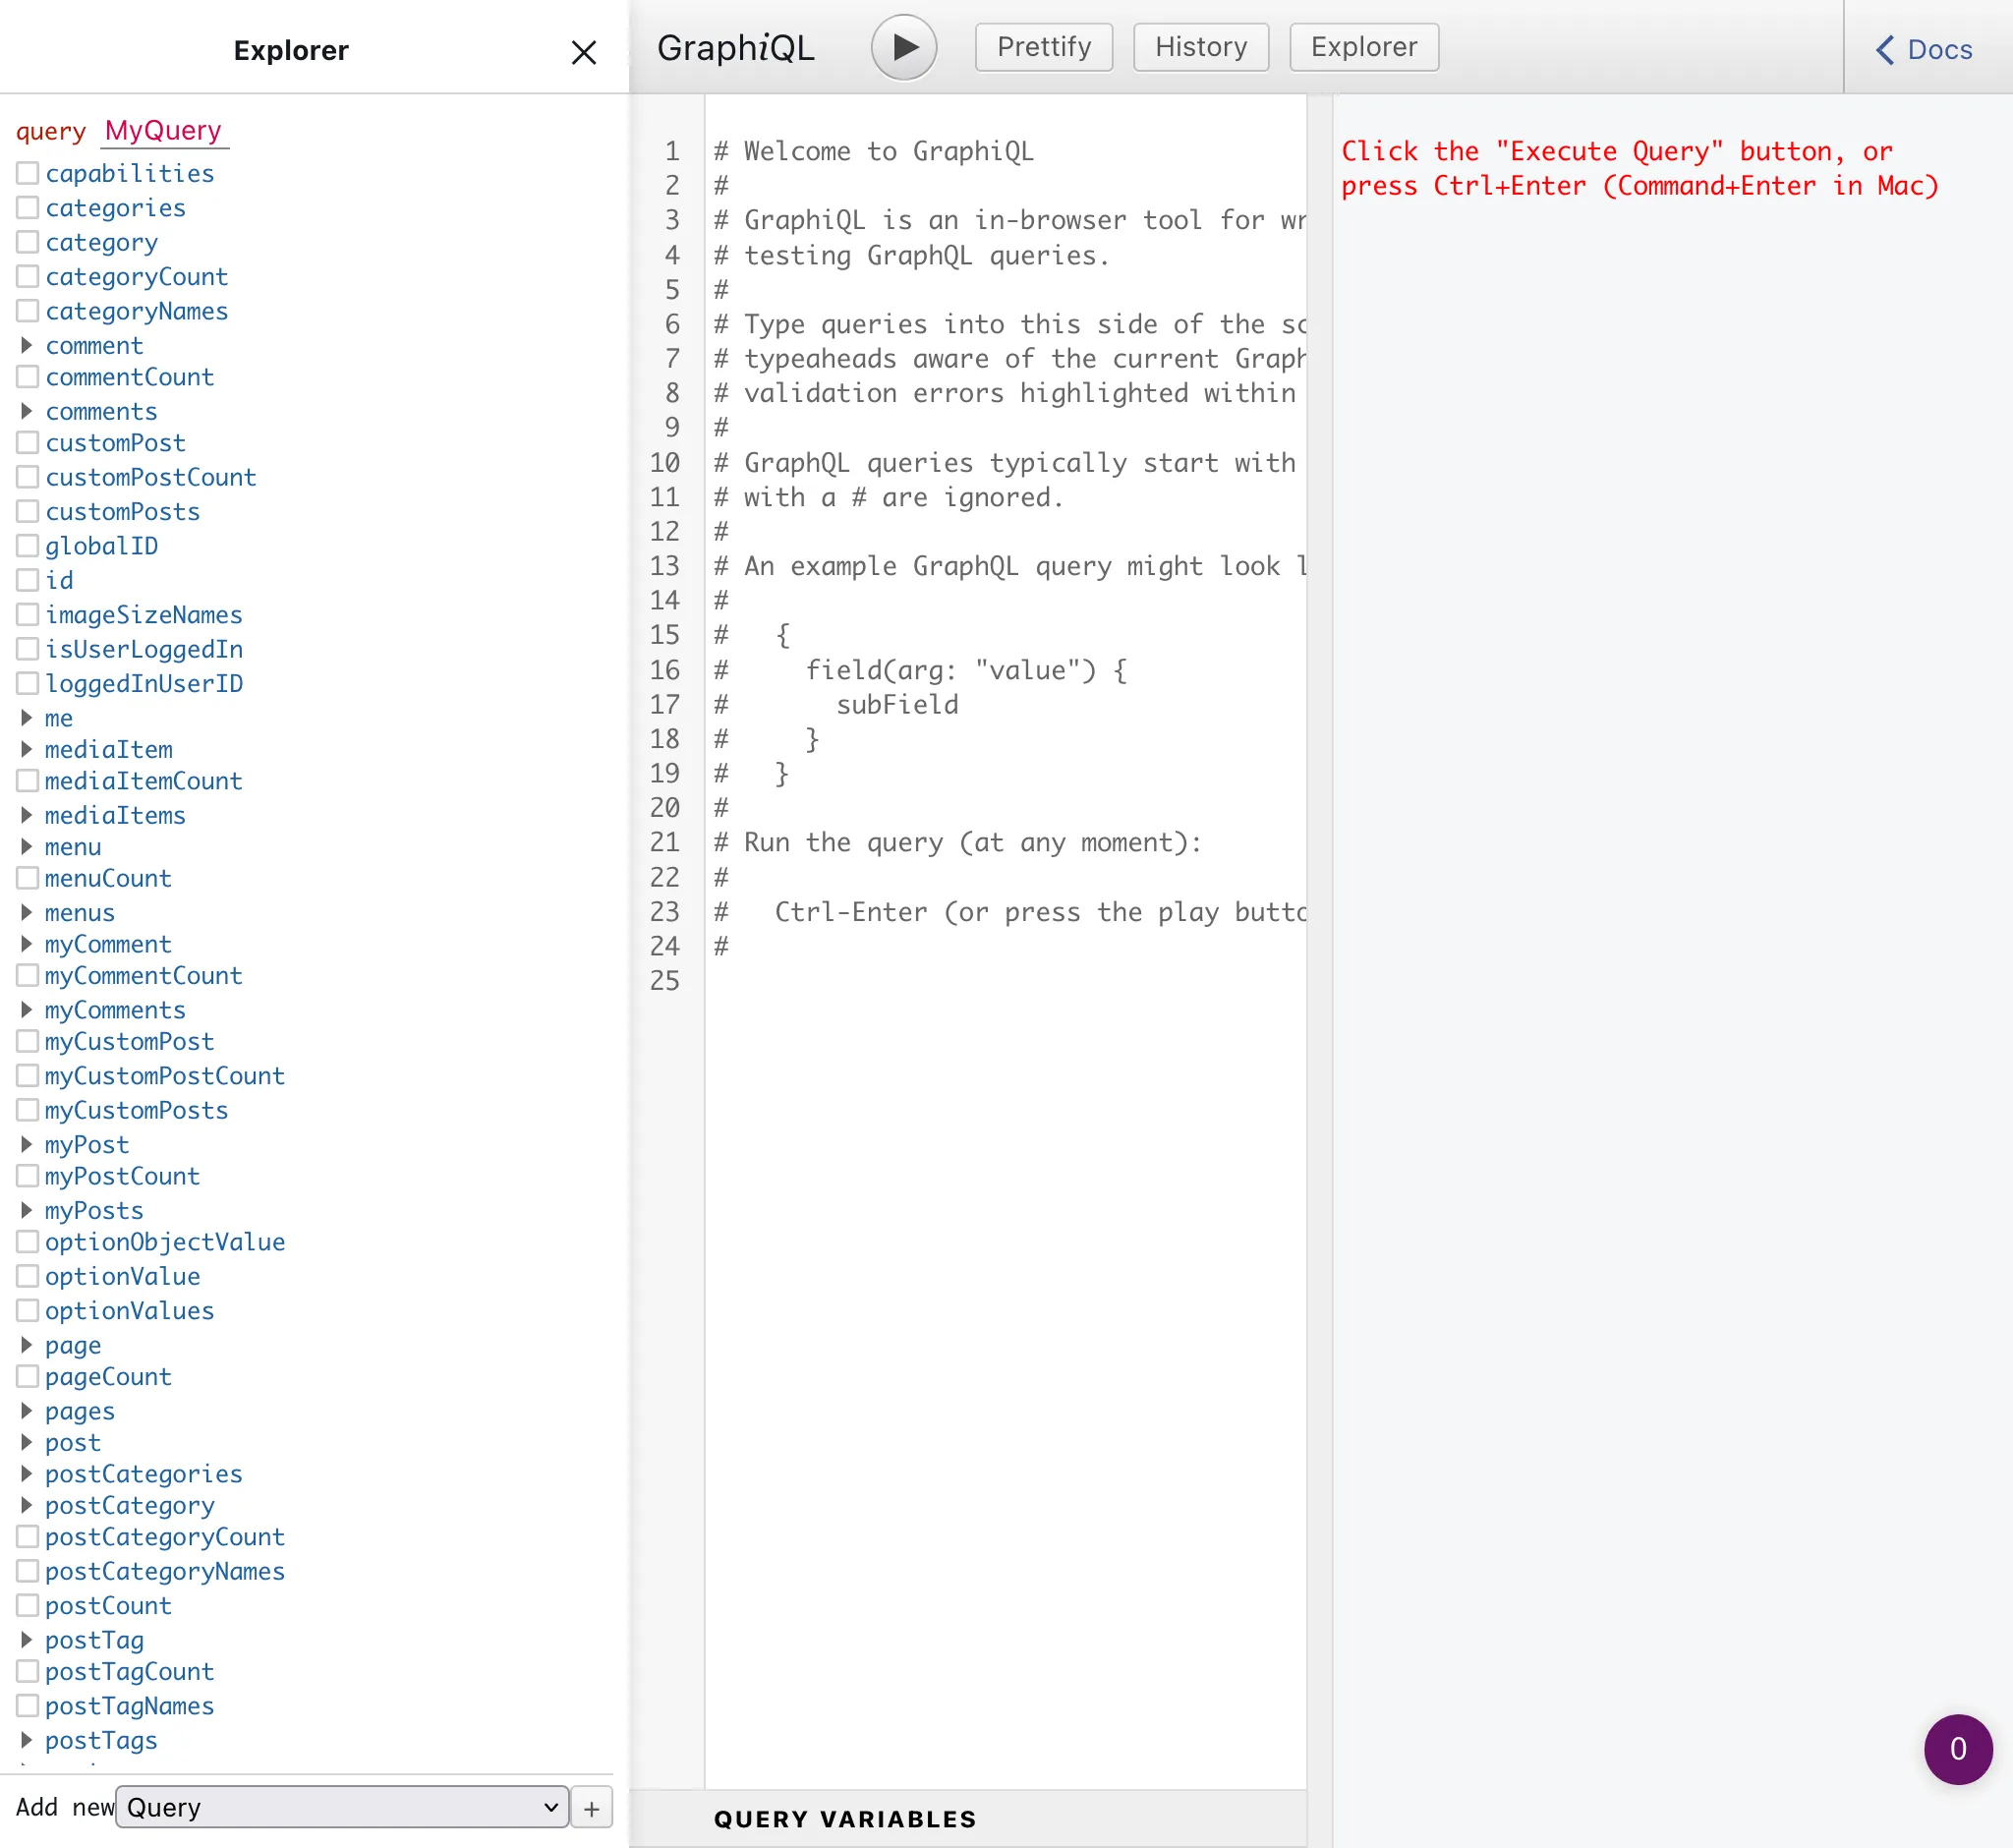 Explorer
query MyQuery
capabilities
categories
category
categoryCount
categoryNames
comment
commentCount
comments
customPost
customPostCount
customPosts
globalID
id
imageSizeNames
isUserLoggedIn
loggedInUserID
me
mediaItem
mediaItemCount
mediaItems
menu
menuCount
menus
myComment
myCommentCount
myComments
myCustomPost
myCustomPostCount
myCustomPosts
myPost
myPostCount
myPosts
optionObjectValue
optionValue
optionValues
page
pageCount
pages
post
postCategories
postCategory
postCategoryCount
postCategoryNames
postCount
postTag
postTagCount
postTagNames
postTags
Add new Query +
GraphiQL Prettify History Explorer Docs
1 # Welcome to GraphiQL
2 #
3 # GraphiQL is an in-browser tool for
4 # testing GraphQL queries.
5 #
6 # Type queries into this side of the
7 # typeaheads aware of the current
8 # validation errors highlighted within
9 #
10 # GraphQL queries typically start with
11 # with a # are ignored.
12 #
13 # An example GraphQL query might look
14 #
15 # {
16 # field(arg: "value") {
17 # subField
18 # }
19 # }
20 #
21 # Run the query (at any moment):
22 #
23 # Ctrl-Enter (or press the play
24 #
25
QUERY VARIABLES
Click the "Execute Query" button, or
press Ctrl+Enter (Command+Enter in Mac)
0